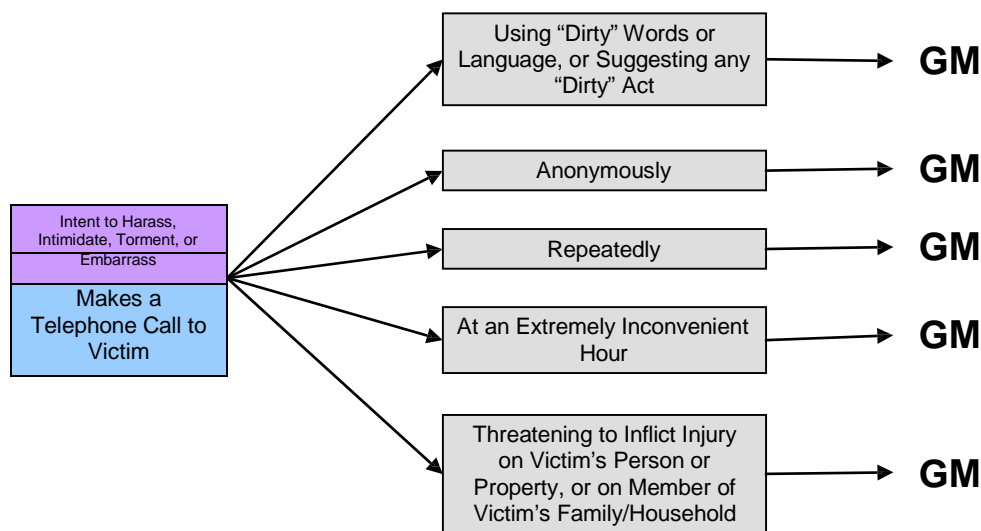 Using “Dirty” Words or
Language, or Suggesting any
“Dirty” Act
GM
Anonymously
GM
Intent to Harass,
Intimidate, Torment, or
Embarrass
Makes a
Telephone Call to
Victim
Repeatedly
GM
At an Extremely Inconvenient
Hour
GM
Threatening to Inflict Injury
on Victim’s Person or
Property, or on Member of
Victim’s Family/Household
GM